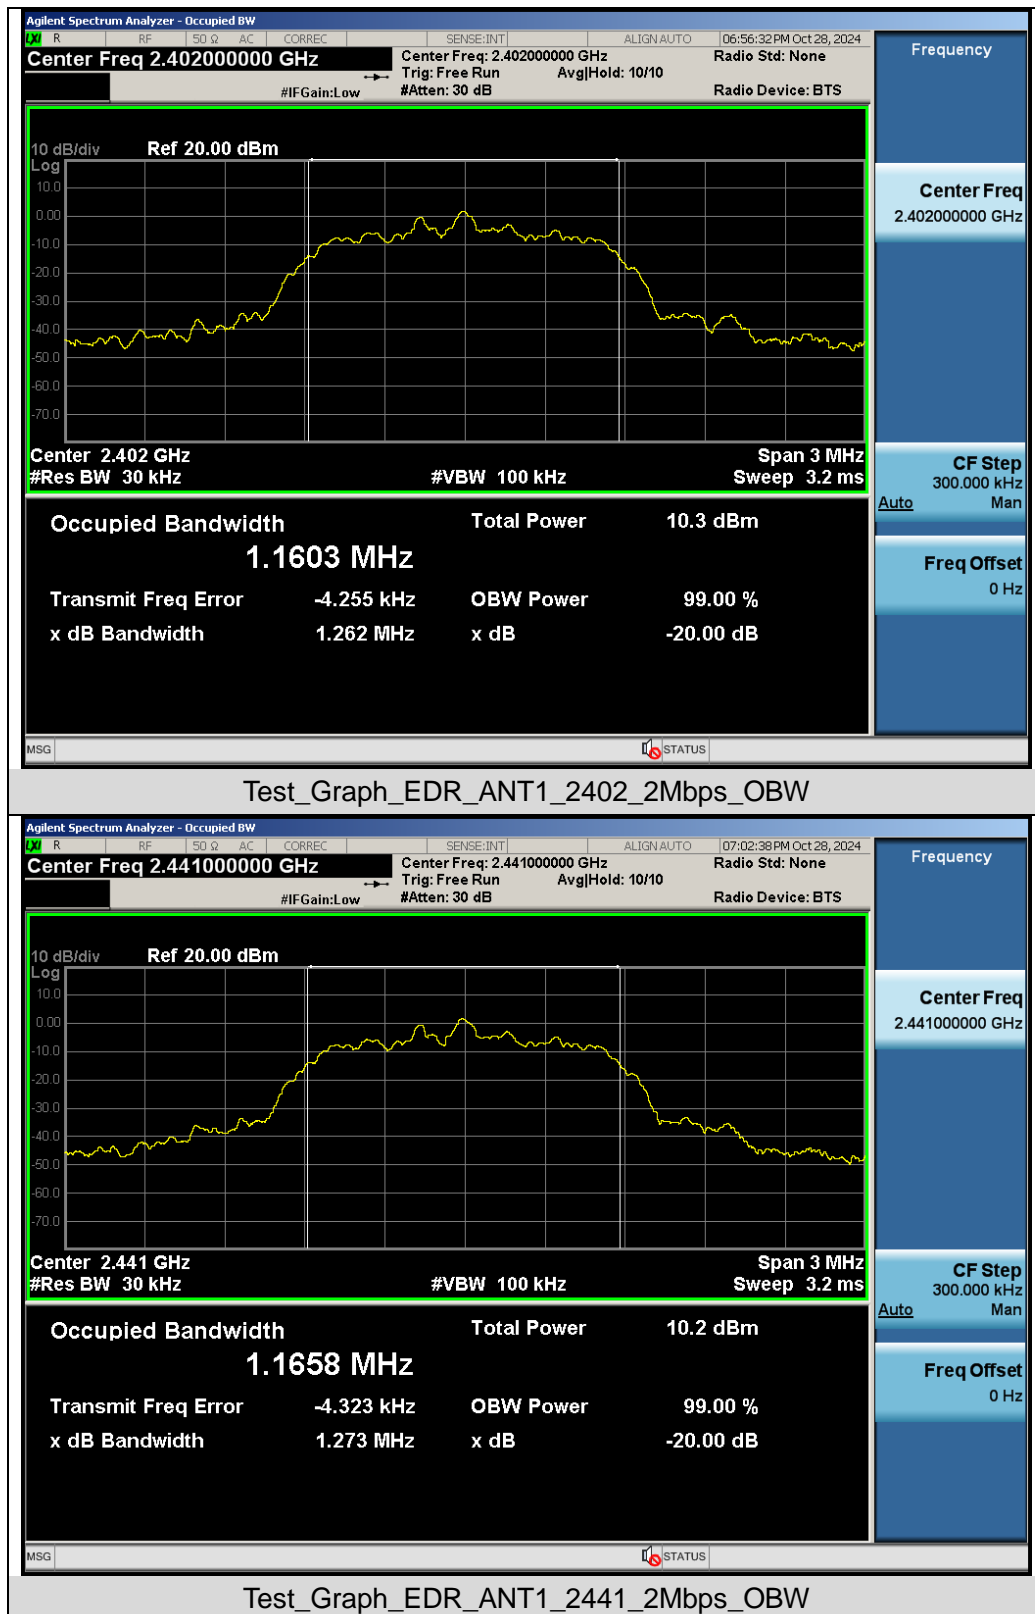 Agilent Spectrum Analyzer - Occupied BW
LXI R RF 50 Ω AC CORREC SENSE:INT ALIGN AUTO 06:56:32 PM Oct 28, 2024
Center Freq 2.402000000 GHz Center Freq: 2.402000000 GHz Radio Std: None
Trig: Free Run Avg|Hold: 10/10
#IFGain:Low #Atten: 30 dB Radio Device: BTS
Frequency
10 dB/div Ref 20.00 dBm
Log
10.0
0.00
-10.0
-20.0
-30.0
-40.0
-50.0
-60.0
-70.0
Center 2.402 GHz Span 3 MHz
#Res BW 30 kHz #VBW 100 kHz Sweep 3.2 ms
Center Freq
2.402000000 GHz
CF Step
300.000 kHz
Auto Man
Freq Offset
0 Hz
Occupied Bandwidth Total Power 10.3 dBm
1.1603 MHz
Transmit Freq Error -4.255 kHz OBW Power 99.00 %
x dB Bandwidth 1.262 MHz x dB -20.00 dB
MSG STATUS
Test_Graph_EDR_ANT1_2402_2Mbps_OBW
Agilent Spectrum Analyzer - Occupied BW
LXI R RF 50 Ω AC CORREC SENSE:INT ALIGN AUTO 07:02:38 PM Oct 28, 2024
Center Freq 2.441000000 GHz Center Freq: 2.441000000 GHz Radio Std: None
Trig: Free Run Avg|Hold: 10/10
#IFGain:Low #Atten: 30 dB Radio Device: BTS
Frequency
10 dB/div Ref 20.00 dBm
Log
10.0
0.00
-10.0
-20.0
-30.0
-40.0
-50.0
-60.0
-70.0
Center 2.441 GHz Span 3 MHz
#Res BW 30 kHz #VBW 100 kHz Sweep 3.2 ms
Center Freq
2.441000000 GHz
CF Step
300.000 kHz
Auto Man
Freq Offset
0 Hz
Occupied Bandwidth Total Power 10.2 dBm
1.1658 MHz
Transmit Freq Error -4.323 kHz OBW Power 99.00 %
x dB Bandwidth 1.273 MHz x dB -20.00 dB
MSG STATUS
Test_Graph_EDR_ANT1_2441_2Mbps_OBW